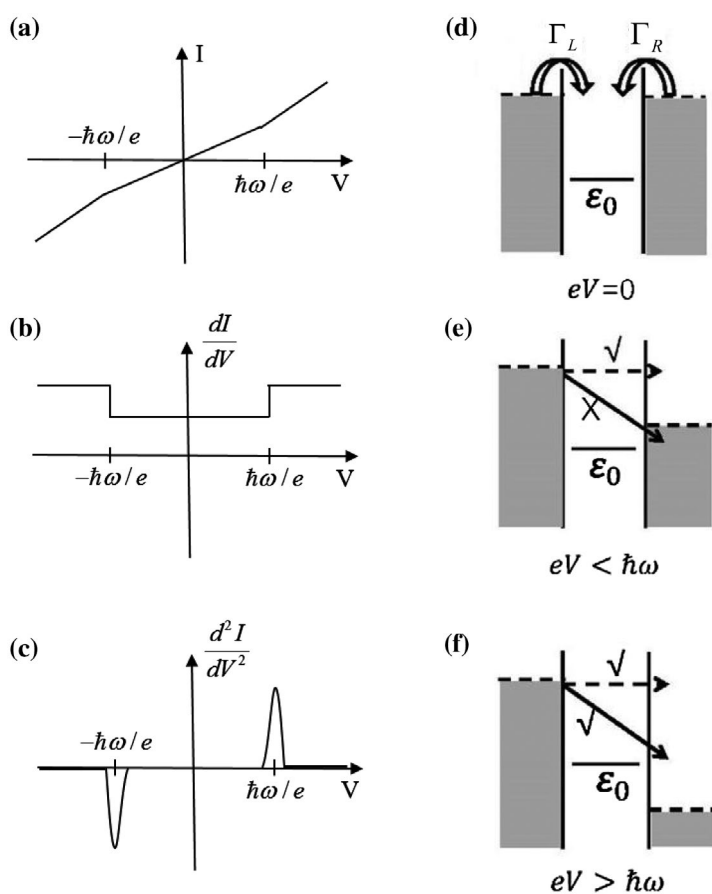 (a)
I
−ħω/e
ħω/e
V
(b)
dI
dV
−ħω/e
ħω/e
V
(c)
d²I
dV²
−ħω/e
ħω/e
V
(d)
Γ_L
Γ_R
ε₀
eV=0
(e)
√
X
ε₀
eV < ħω
(f)
√
√
ε₀
eV > ħω